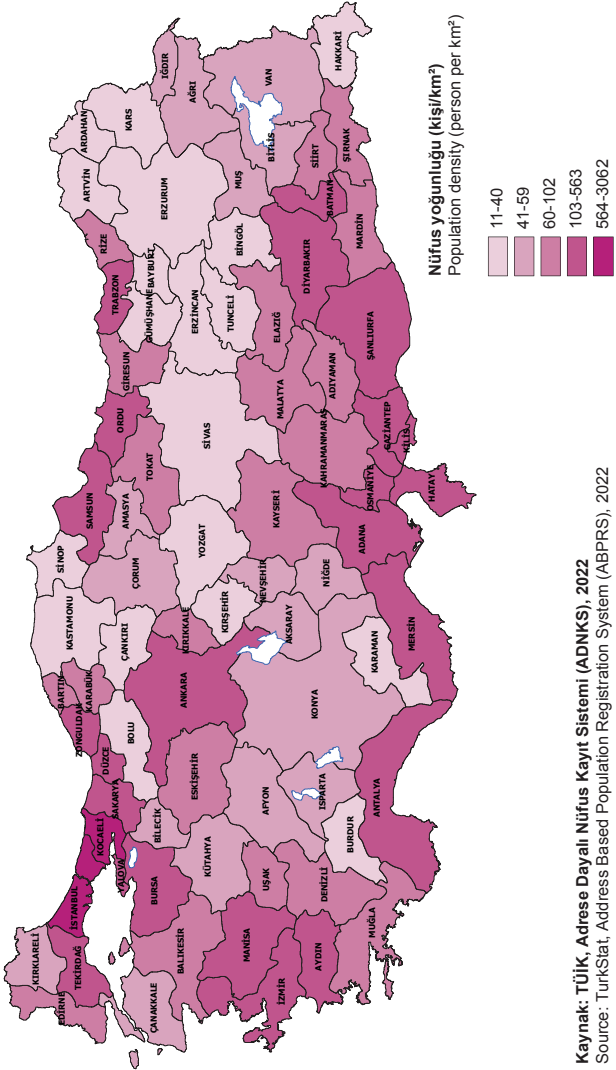 KIRKLARELİ
EDİRNE
TEKİRDAĞ
İSTANBUL
KOCAELİ
YALOVA
SAKARYA
DÜZCE
ZONGULDAK
BARTIN
KARABÜK
KASTAMONU
SİNOP
SAMSUN
ORDU
GİRESUN
TRABZON
RİZE
ARTVİN
ARDAHAN
KARS
IĞDIR
AĞRI
ÇANAKKALE
BALIKESİR
BURSA
BİLECİK
BOLU
ÇANKIRI
ÇORUM
AMASYA
TOKAT
GÜMÜŞHANE
BAYBURT
ERZURUM
KÜTAHYA
ESKİŞEHİR
ANKARA
KIRIKKALE
YOZGAT
SİVAS
ERZİNCAN
TUNCELİ
BİNGÖL
MUŞ
BİTLİS
VAN
MANİSA
UŞAK
AFYON
KIRŞEHİR
NEVŞEHİR
KAYSERİ
MALATYA
ELAZIĞ
DİYARBAKIR
BATMAN
SİİRT
ŞIRNAK
HAKKARİ
İZMİR
AYDIN
DENİZLİ
ISPARTA
KONYA
AKSARAY
NİĞDE
KAHRAMANMARAŞ
ADIYAMAN
ŞANLIURFA
MARDİN
MUĞLA
BURDUR
ANTALYA
KARAMAN
MERSİN
ADANA
OSMANİYE
GAZİANTEP
KİLİS
HATAY
Nüfus yoğunluğu (kişi/km²)
Population density (person per km²)
11-40
41-59
60-102
103-563
564-3062
Kaynak: TÜİK, Adrese Dayalı Nüfus Kayıt Sistemi (ADNKS), 2022
Source: TurkStat, Address Based Population Registration System (ABPRS), 2022